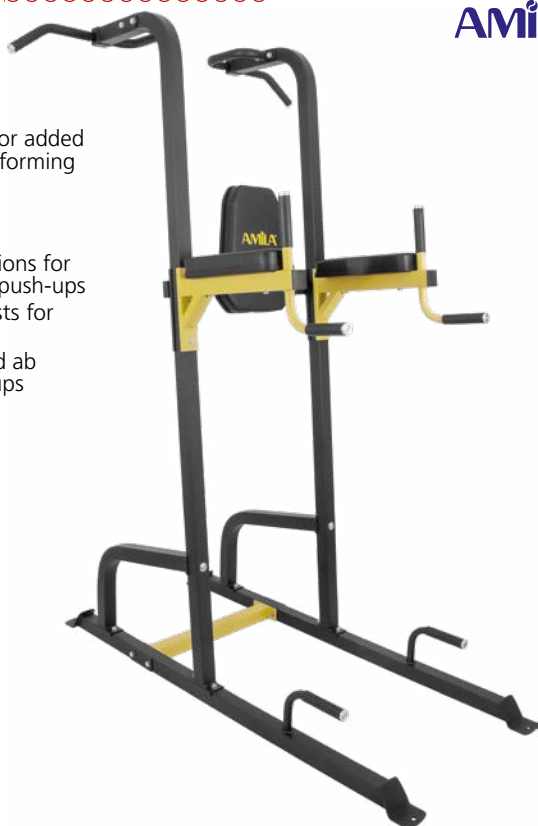 AMi
or added
forming
ions for
push-ups
sts for
d ab
ups
AMILA